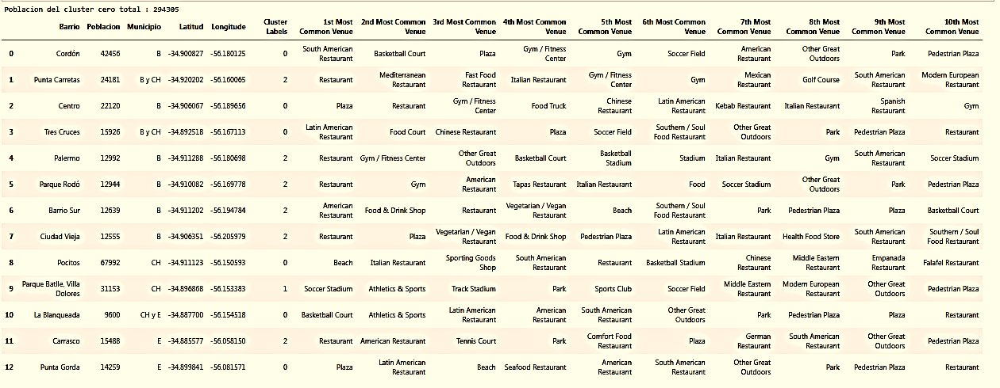 Poblacion del cluster cero total : 294305
Barrio Poblacion Municipio Latitud Longitude Cluster Labels 1st Most Common Venue 2nd Most Common Venue 3rd Most Common Venue 4th Most Common Venue 5th Most Common Venue 6th Most Common Venue 7th Most Common Venue 8th Most Common Venue 9th Most Common Venue 10th Most Common Venue
0 Cordón 42456 B -34.900827 -56.180125 0 South American Restaurant Basketball Court Plaza Gym / Fitness Center Gym Soccer Field American Restaurant Other Great Outdoors Park Pedestrian Plaza
1 Punta Carretas 24181 B y CH -34.920202 -56.160065 2 Restaurant Mediterranean Restaurant Fast Food Restaurant Italian Restaurant Gym / Fitness Center Gym Mexican Restaurant Golf Course South American Restaurant Modern European Restaurant
2 Centro 22120 B -34.906067 -56.189656 0 Plaza Restaurant Gym / Fitness Center Food Truck Chinese Restaurant Latin American Restaurant Kebab Restaurant Italian Restaurant Spanish Restaurant Gym
3 Tres Cruces 15926 B y CH -34.892518 -56.167113 0 Latin American Restaurant Food Court Chinese Restaurant Plaza Soccer Field Southern / Soul Food Restaurant Other Great Outdoors Park Pedestrian Plaza Restaurant
4 Palermo 12992 B -34.911288 -56.180698 2 Restaurant Gym / Fitness Center Other Great Outdoors Basketball Court Basketball Stadium Stadium Italian Restaurant Gym South American Restaurant Soccer Stadium
5 Parque Rodó 12944 B -34.910082 -56.169778 2 Restaurant Gym American Restaurant Tapas Restaurant Italian Restaurant Food Soccer Stadium Other Great Outdoors Park Pedestrian Plaza
6 Barrio Sur 12639 B -34.911202 -56.194784 2 American Restaurant Food & Drink Shop Restaurant Vegetarian / Vegan Restaurant Beach Southern / Soul Food Restaurant Park Pedestrian Plaza Plaza Basketball Court
7 Ciudad Vieja 12555 B -34.906351 -56.205979 2 Restaurant Plaza Vegetarian / Vegan Restaurant Food & Drink Shop Pedestrian Plaza Latin American Restaurant Italian Restaurant Health Food Store South American Restaurant Southern / Soul Food Restaurant
8 Pocitos 67992 CH -34.911123 -56.150593 0 Beach Italian Restaurant Sporting Goods Shop South American Restaurant Restaurant Basketball Stadium Chinese Restaurant Middle Eastern Restaurant Empanada Restaurant Falafel Restaurant
9 Parque Batlle, Villa Dolores 31153 CH -34.896868 -56.153383 1 Soccer Stadium Athletics & Sports Track Stadium Park Sports Club Soccer Field Middle Eastern Restaurant Modern European Restaurant Other Great Outdoors Pedestrian Plaza
10 La Blanqueada 9600 CH y E -34.887700 -56.154518 0 Basketball Court Athletics & Sports Latin American Restaurant American Restaurant South American Restaurant Other Great Outdoors Park Pedestrian Plaza Plaza Restaurant
11 Carrasco 15488 E -34.885577 -56.058150 2 Restaurant American Restaurant Tennis Court Park Comfort Food Restaurant Plaza German Restaurant South American Restaurant Other Great Outdoors Pedestrian Plaza
12 Punta Gorda 14259 E -34.899841 -56.081571 0 Plaza Latin American Restaurant Beach Seafood Restaurant American Restaurant South American Restaurant Other Great Outdoors Park Pedestrian Plaza Restaurant